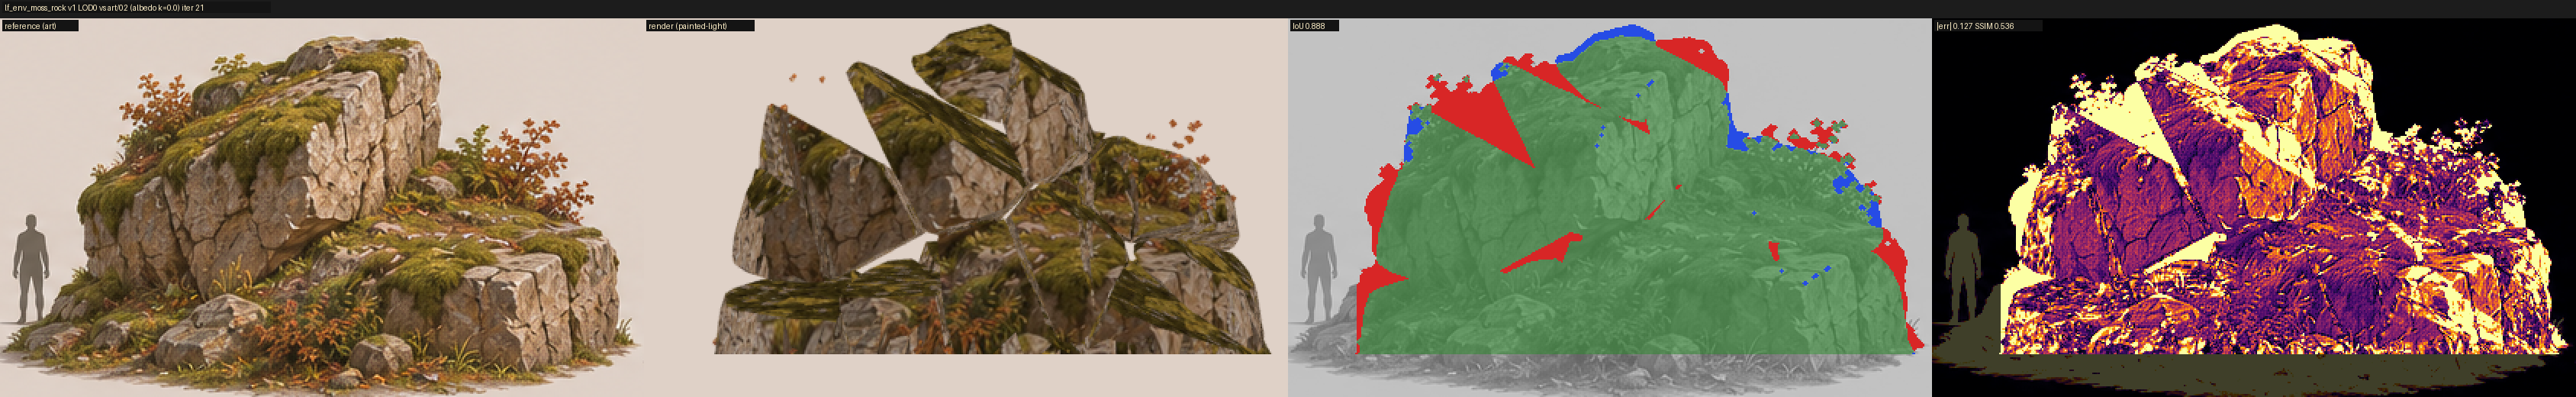 lf_env_moss_rock v1 LOD0 vs art/02 (albedo k=0.0) iter 21
reference (art)
render (painted-light)
IoU 0.888
|err| 0.127 SSIM 0.536